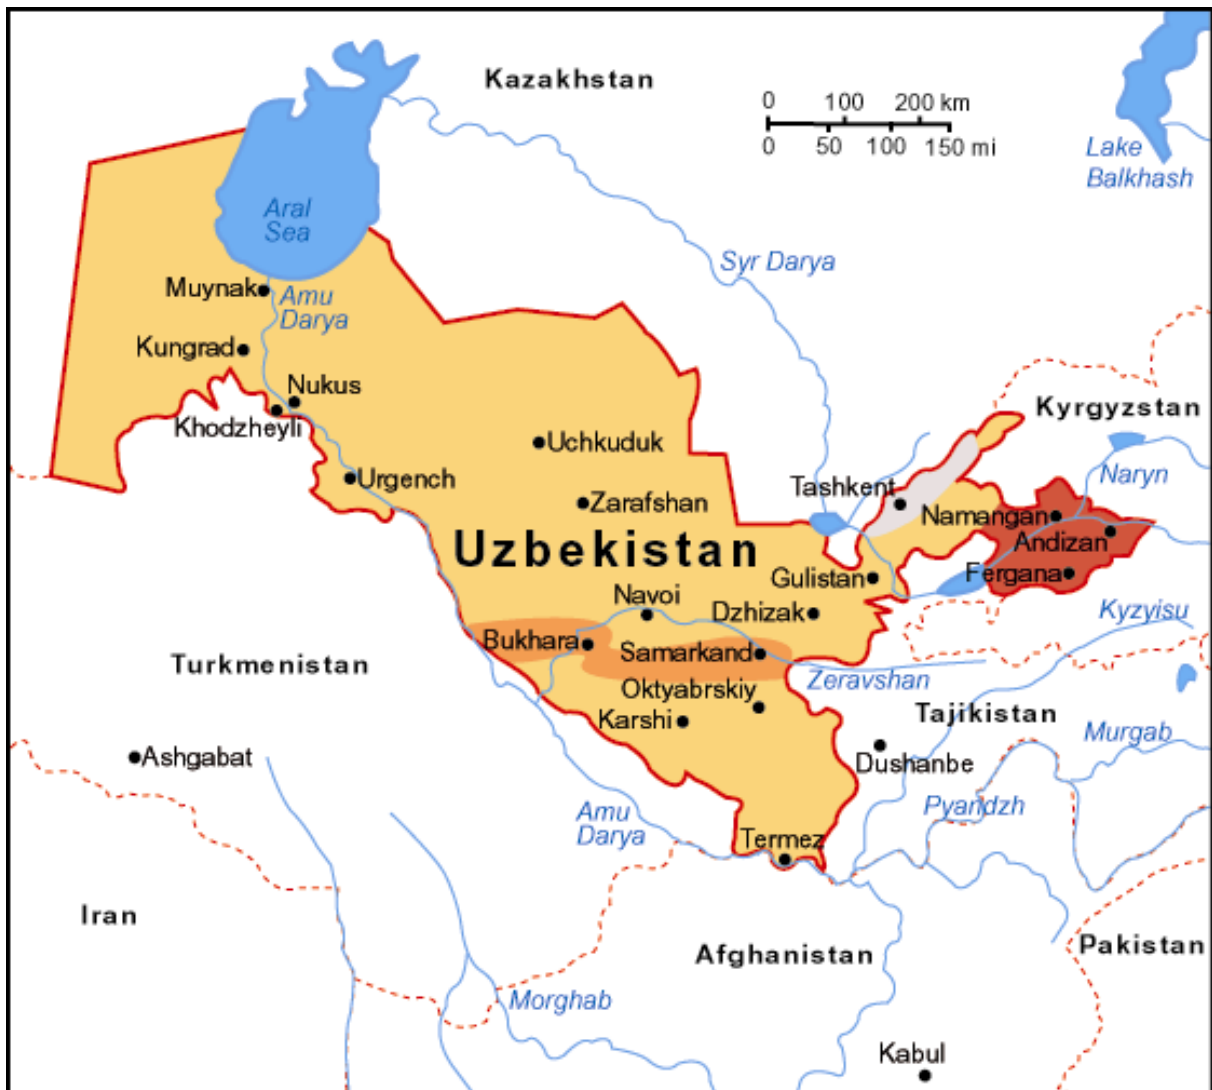 Kazakhstan
0 100 200 km
0 50 100 150 mi
Lake
Balkhash
Aral
Sea
Syr Darya
Muynak
Amu
Darya
Kungrad
Nukus
Khodzheyli
Kyrgyzstan
Uchkuduk
Urgench
Naryn
Tashkent
Zarafshan
Namangan
Andizan
Uzbekistan
Fergana
Gulistan
Navoi
Dzhizak
Kyzyisu
Bukhara
Samarkand
Turkmenistan
Zeravshan
Oktyabrskiy
Karshi
Tajikistan
Murgab
Ashgabat
Dushanbe
Pyandzh
Amu
Darya
Termez
Iran
Afghanistan
Pakistan
Morghab
Kabul